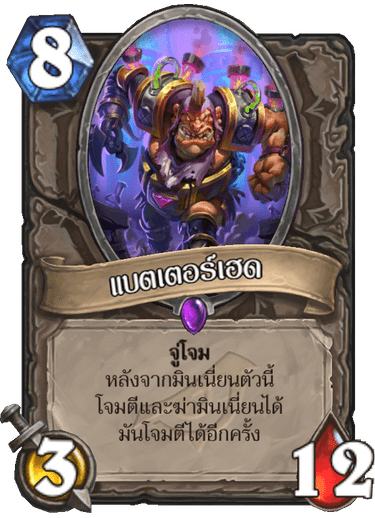 8
แบตเตอร์เฮด
จู่โจม
หลังจากมินเนี่ยนตัวนี้
โจมตีและฆ่ามินเนี่ยนได้
มันโจมตีได้อีกครั้ง
3
12